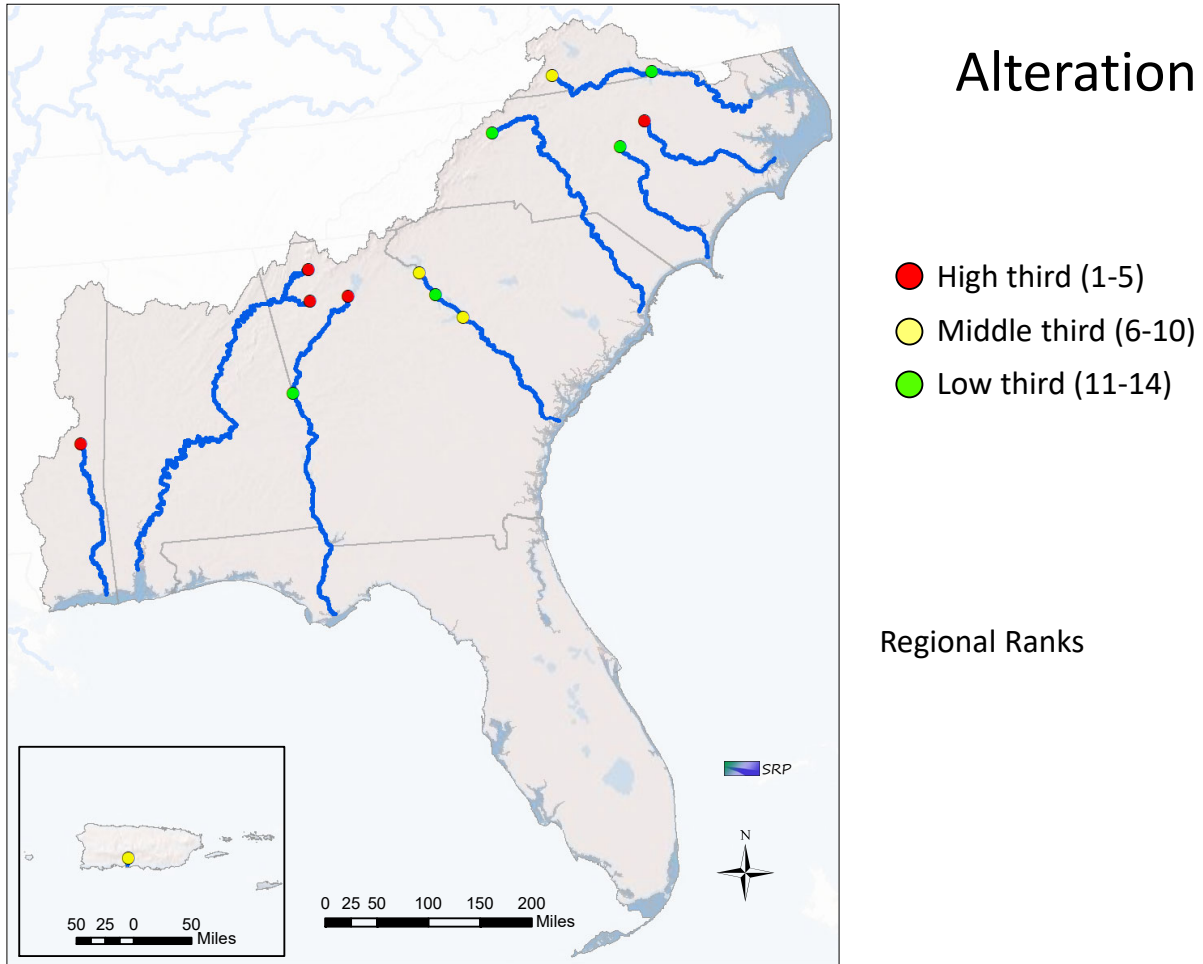 Alteration
High third (1-5)
Middle third (6-10)
Low third (11-14)
Regional Ranks
SRP
N
0 25 50 100 150 200
Miles
50 25 0 50
Miles